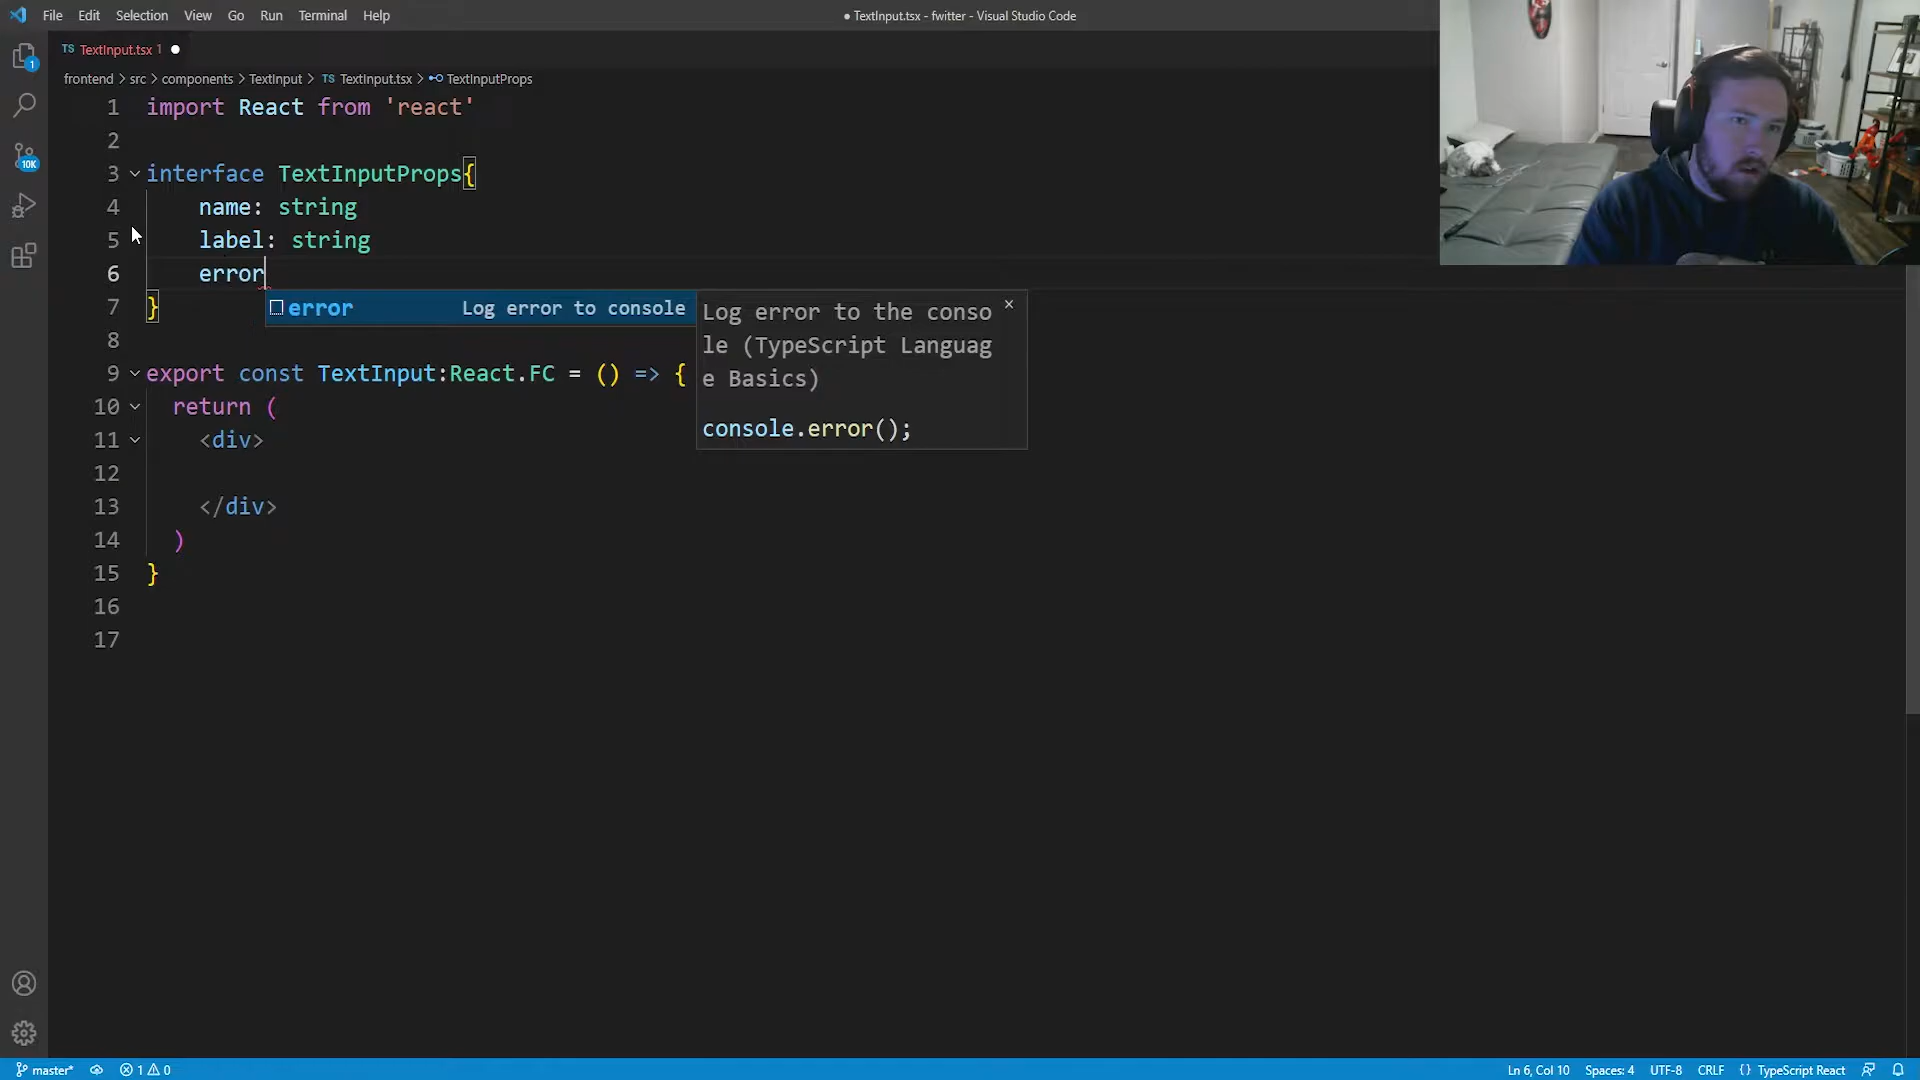 File Edit Selection View Go Run Terminal Help
● TextInput.tsx - fwitter - Visual Studio Code
TS TextInput.tsx 1 ●
frontend > src > components > TextInput > TS TextInput.tsx > TextInputProps
1 import React from 'react'
2
3 interface TextInputProps{
4 name: string
5 label: string
6 error
7 }
error Log error to console
Log error to the conso
le (TypeScript Languag
e Basics)
console.error();
8
9 export const TextInput:React.FC = () => {
10 return (
11 <div>
12
13 </div>
14 )
15 }
16
17
1
10K
master* 1 0
Ln 6, Col 10 Spaces: 4 UTF-8 CRLF {} TypeScript React